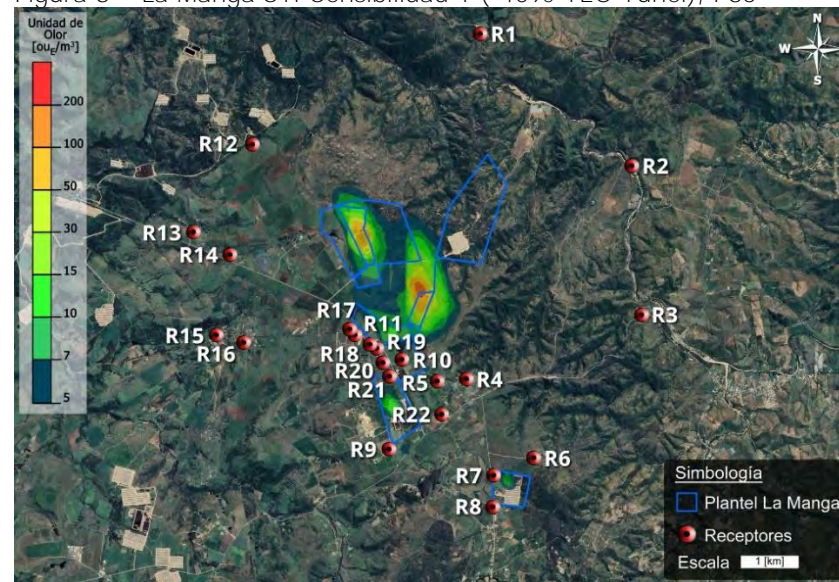 Unidad de
Olor
[ou_E/m³]
200
100
50
30
15
10
7
5
N
W
E
S
R1
R12
R2
R13
R14
R3
R17
R11
R15
R16
R18
R19
R10
R20
R5
R4
R21
R22
R9
R6
R7
R8
Simbología
Plantel La Manga
Receptores
Escala 1 [km]